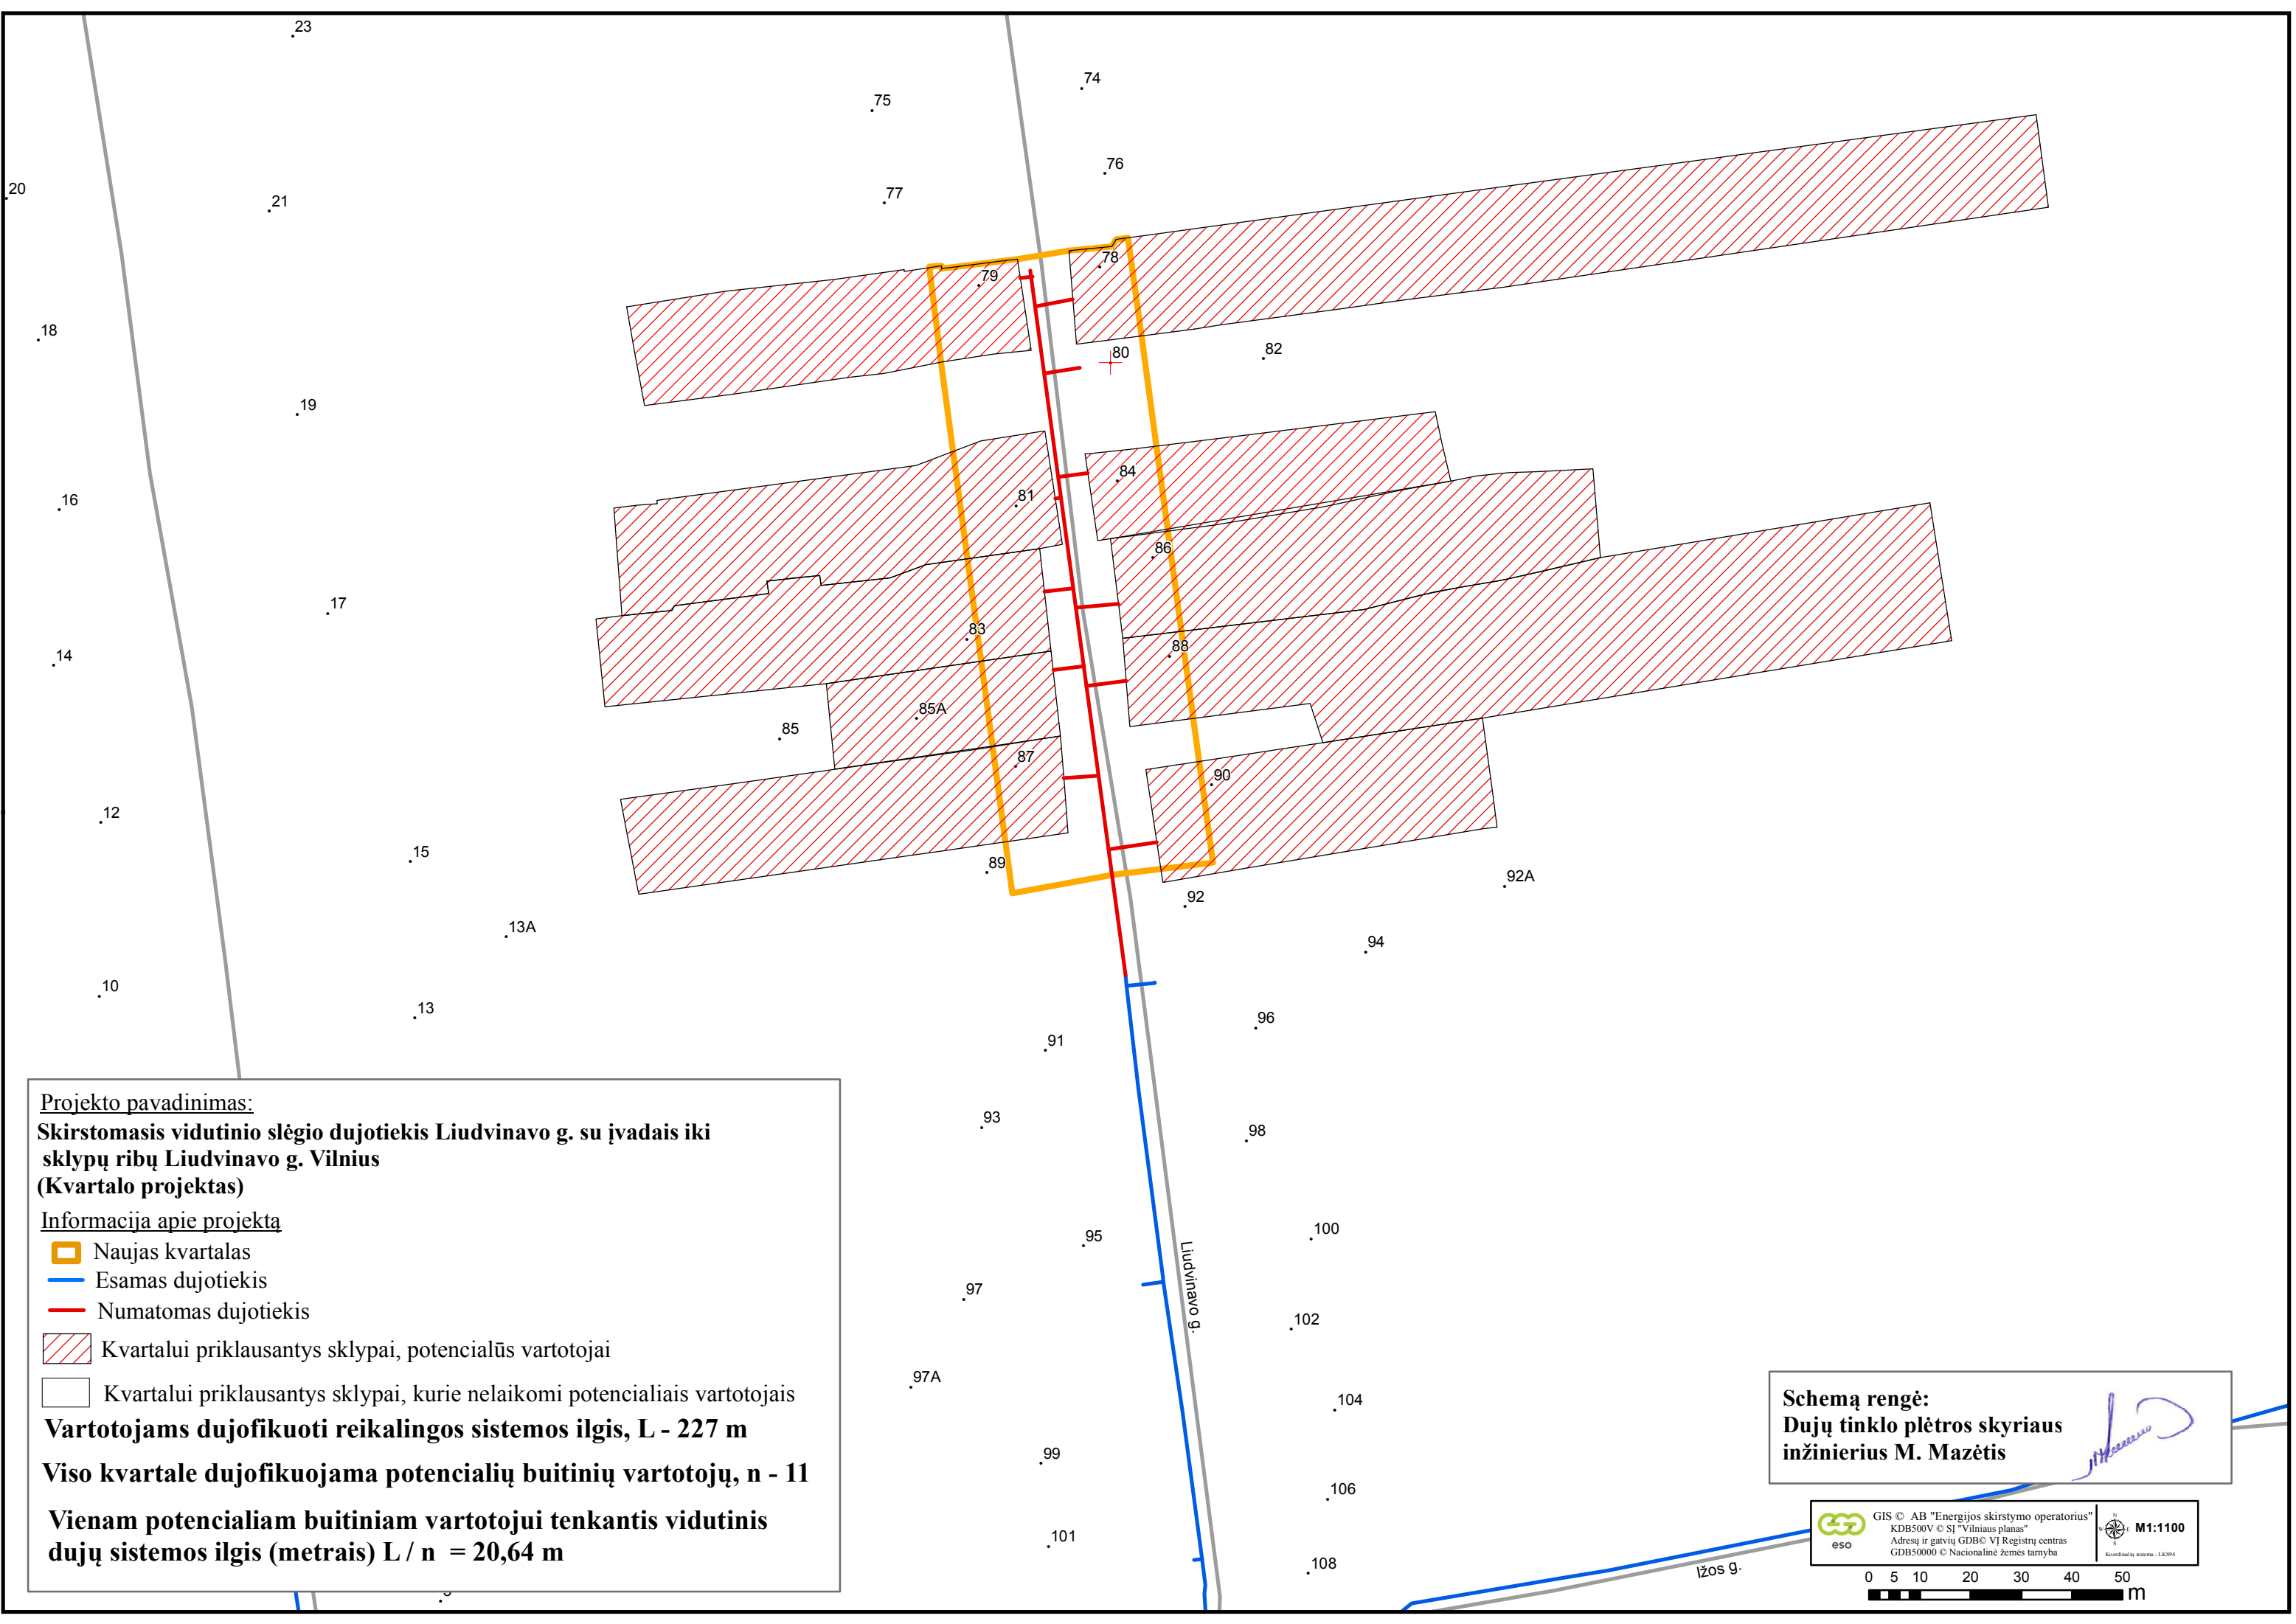 23
74
75
76
20
77
21
78
79
18
80
82
19
84
81
16
86
17
83
14
88
85A
85
87
90
12
15
89
92A
92
13A
94
10
13
96
91
93
98
95
100
97
102
97A
104
99
106
101
108
Liudvinavo g.
Ižos g.
Projekto pavadinimas:
Skirstomasis vidutinio slėgio dujotiekis Liudvinavo g. su įvadais iki
sklypų ribų Liudvinavo g. Vilnius
(Kvartalo projektas)
Informacija apie projektą
Naujas kvartalas
Esamas dujotiekis
Numatomas dujotiekis
Kvartalui priklausantys sklypai, potencialūs vartotojai
Kvartalui priklausantys sklypai, kurie nelaikomi potencialiais vartotojais
Vartotojams dujofikuoti reikalingos sistemos ilgis, L - 227 m
Viso kvartale dujofikuojama potencialių buitinių vartotojų, n - 11
Vienam potencialiam buitiniam vartotojui tenkantis vidutinis
dujų sistemos ilgis (metrais) L / n = 20,64 m
Schemą rengė:
Dujų tinklo plėtros skyriaus
inžinierius M. Mazėtis
eso
GIS © AB "Energijos skirstymo operatorius"
KDB500V © SĮ "Vilniaus planas"
Adresų ir gatvių GDB© VĮ Registrų centras
GDB50000 © Nacionalinė žemės tarnyba
N
W
E
S
M1:1100
Koordinačių sistema - LKS94
0 5 10 20 30 40 50
m